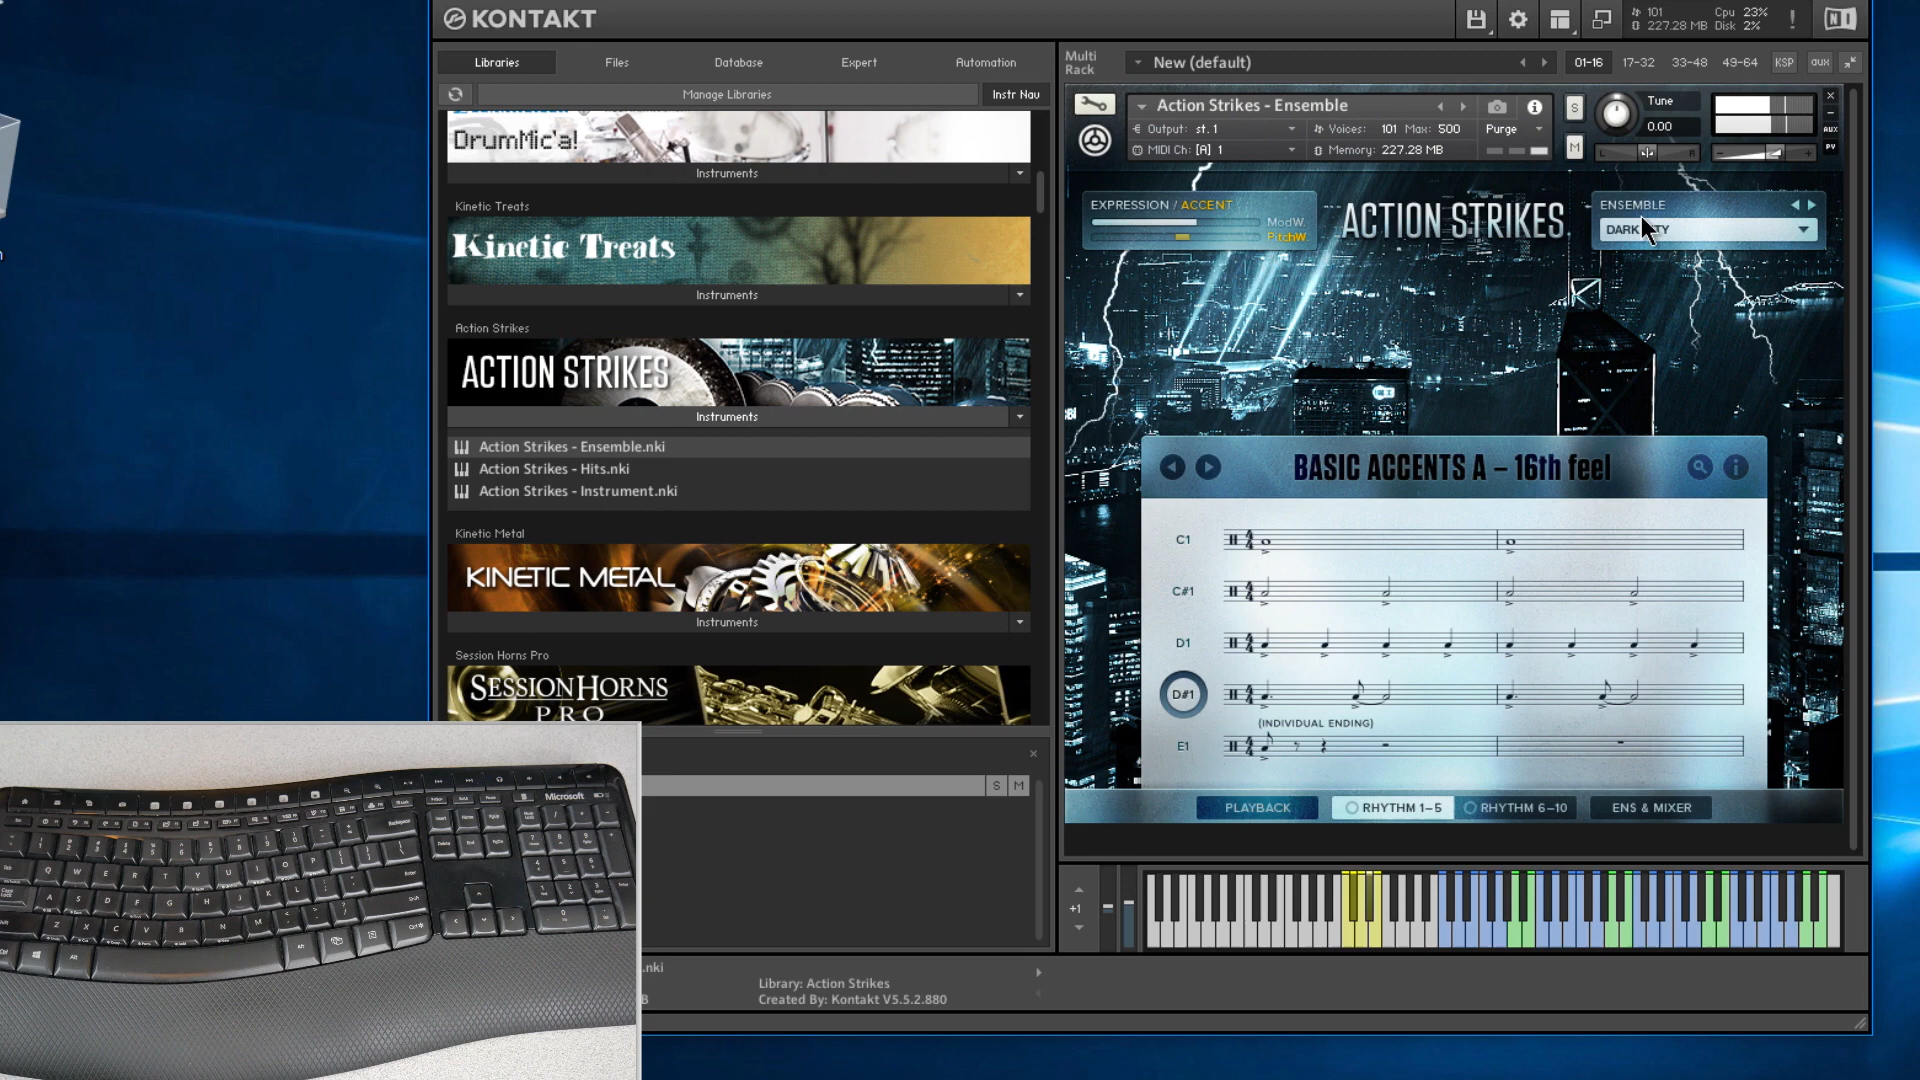 KONTAKT
101
227.28 MB
Cpu 23%
Disk 2%
Libraries
Files
Database
Expert
Automation
Manage Libraries
Instr Nav
DrumMic'a!
Instruments
Kinetic Treats
Kinetic Treats
Instruments
Action Strikes
ACTION STRIKES
Instruments
Action Strikes - Ensemble.nki
Action Strikes - Hits.nki
Action Strikes - Instrument.nki
Kinetic Metal
KINETIC METAL
Instruments
Session Horns Pro
SESSION HORNS
PRO
S M
.nki
B
Library: Action Strikes
Created By: Kontakt V5.5.2.880
Multi
Rack
New (default)
01-16
17-32
33-48
49-64
KSP
aux
Action Strikes - Ensemble
Output: st.1
Voices: 101 Max: 500
Purge
MIDI Ch: [A] 1
Memory: 227.28 MB
S
M
Tune
0.00
L R
AUX
PV
EXPRESSION / ACCENT
ModW.
PitchW.
ACTION STRIKES
ENSEMBLE
BASIC ACCENTS A – 16th feel
C1
C#1
D1
D#1
(INDIVIDUAL ENDING)
E1
PLAYBACK
RHYTHM 1–5
RHYTHM 6–10
ENS & MIXER
+1
Microsoft